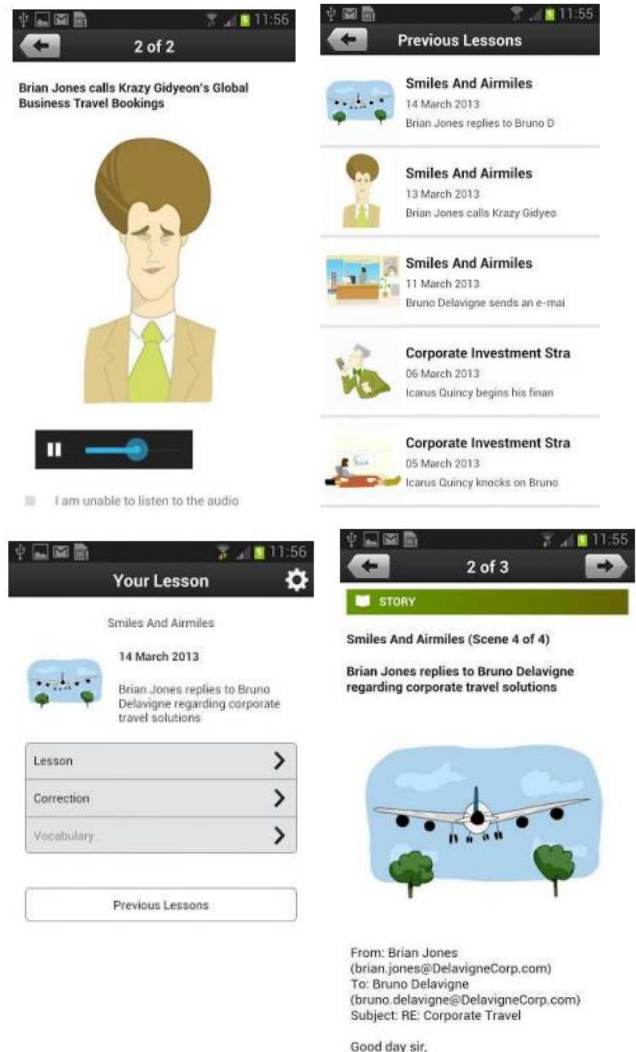 11:56
2 of 2
Brian Jones calls Krazy Gidyeon's Global
Business Travel Bookings
I am unable to listen to the audio
11:55
Previous Lessons
Smiles And Airmiles
14 March 2013
Brian Jones replies to Bruno D
Smiles And Airmiles
13 March 2013
Brian Jones calls Krazy Gidyeo
Smiles And Airmiles
11 March 2013
Bruno Delavigne sends an e-mai
Corporate Investment Stra
06 March 2013
Icarus Quincy begins his finan
Corporate Investment Stra
05 March 2013
Icarus Quincy knocks on Bruno
11:56
Your Lesson
Smiles And Airmiles
14 March 2013
Brian Jones replies to Bruno
Delavigne regarding corporate
travel solutions
Lesson
Correction
Vocabulary
Previous Lessons
11:55
2 of 3
STORY
Smiles And Airmiles (Scene 4 of 4)
Brian Jones replies to Bruno Delavigne
regarding corporate travel solutions
From: Brian Jones
(brian.jones@DelavigneCorp.com)
To: Bruno Delavigne
(bruno.delavigne@DelavigneCorp.com)
Subject: RE: Corporate Travel
Good day sir,